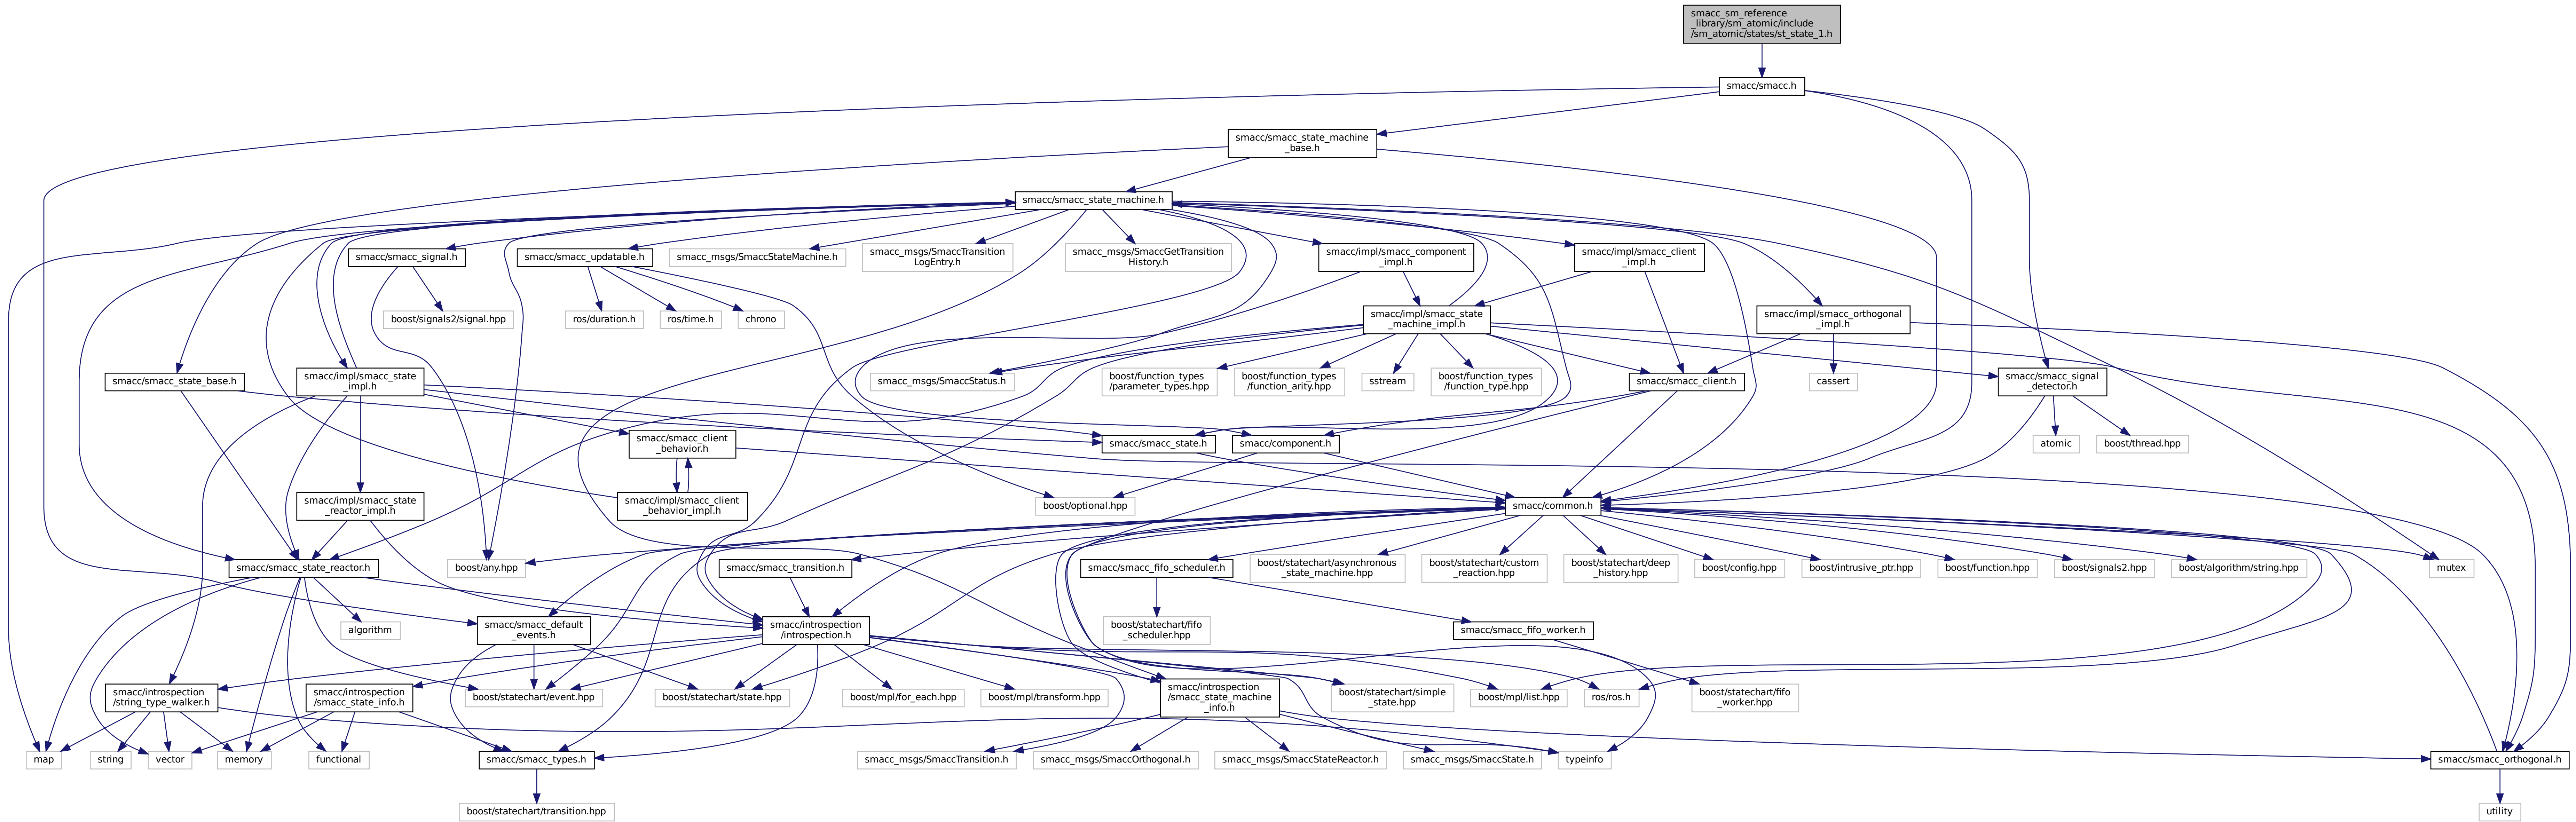 smacc_sm_reference
_library/sm_atomic/include
/sm_atomic/states/st_state_1.h
smacc/smacc.h
smacc/smacc_state_machine
_base.h
smacc/smacc_state_machine.h
smacc/smacc_signal.h
smacc/smacc_updatable.h
smacc_msgs/SmaccStateMachine.h
smacc_msgs/SmaccTransition
LogEntry.h
smacc_msgs/SmaccGetTransition
History.h
smacc/impl/smacc_component
_impl.h
smacc/impl/smacc_client
_impl.h
boost/signals2/signal.hpp
ros/duration.h
ros/time.h
chrono
smacc/impl/smacc_state
_machine_impl.h
smacc/impl/smacc_orthogonal
_impl.h
smacc/smacc_state_base.h
smacc/impl/smacc_state
_impl.h
smacc_msgs/SmaccStatus.h
boost/function_types
/parameter_types.hpp
boost/function_types
/function_arity.hpp
sstream
boost/function_types
/function_type.hpp
smacc/smacc_client.h
cassert
smacc/smacc_signal
_detector.h
smacc/smacc_client
_behavior.h
smacc/smacc_state.h
smacc/component.h
atomic
boost/thread.hpp
smacc/impl/smacc_state
_reactor_impl.h
smacc/impl/smacc_client
_behavior_impl.h
boost/optional.hpp
smacc/common.h
smacc/smacc_state_reactor.h
boost/any.hpp
smacc/smacc_transition.h
smacc/smacc_fifo_scheduler.h
boost/statechart/asynchronous
_state_machine.hpp
boost/statechart/custom
_reaction.hpp
boost/statechart/deep
_history.hpp
boost/config.hpp
boost/intrusive_ptr.hpp
boost/function.hpp
boost/signals2.hpp
boost/algorithm/string.hpp
mutex
algorithm
smacc/smacc_default
_events.h
smacc/introspection
/introspection.h
boost/statechart/fifo
_scheduler.hpp
smacc/smacc_fifo_worker.h
smacc/introspection
/string_type_walker.h
smacc/introspection
/smacc_state_info.h
boost/statechart/event.hpp
boost/statechart/state.hpp
boost/mpl/for_each.hpp
boost/mpl/transform.hpp
smacc/introspection
/smacc_state_machine
_info.h
boost/statechart/simple
_state.hpp
boost/mpl/list.hpp
ros/ros.h
boost/statechart/fifo
_worker.hpp
map
string
vector
memory
functional
smacc/smacc_types.h
smacc_msgs/SmaccTransition.h
smacc_msgs/SmaccOrthogonal.h
smacc_msgs/SmaccStateReactor.h
smacc_msgs/SmaccState.h
typeinfo
smacc/smacc_orthogonal.h
boost/statechart/transition.hpp
utility